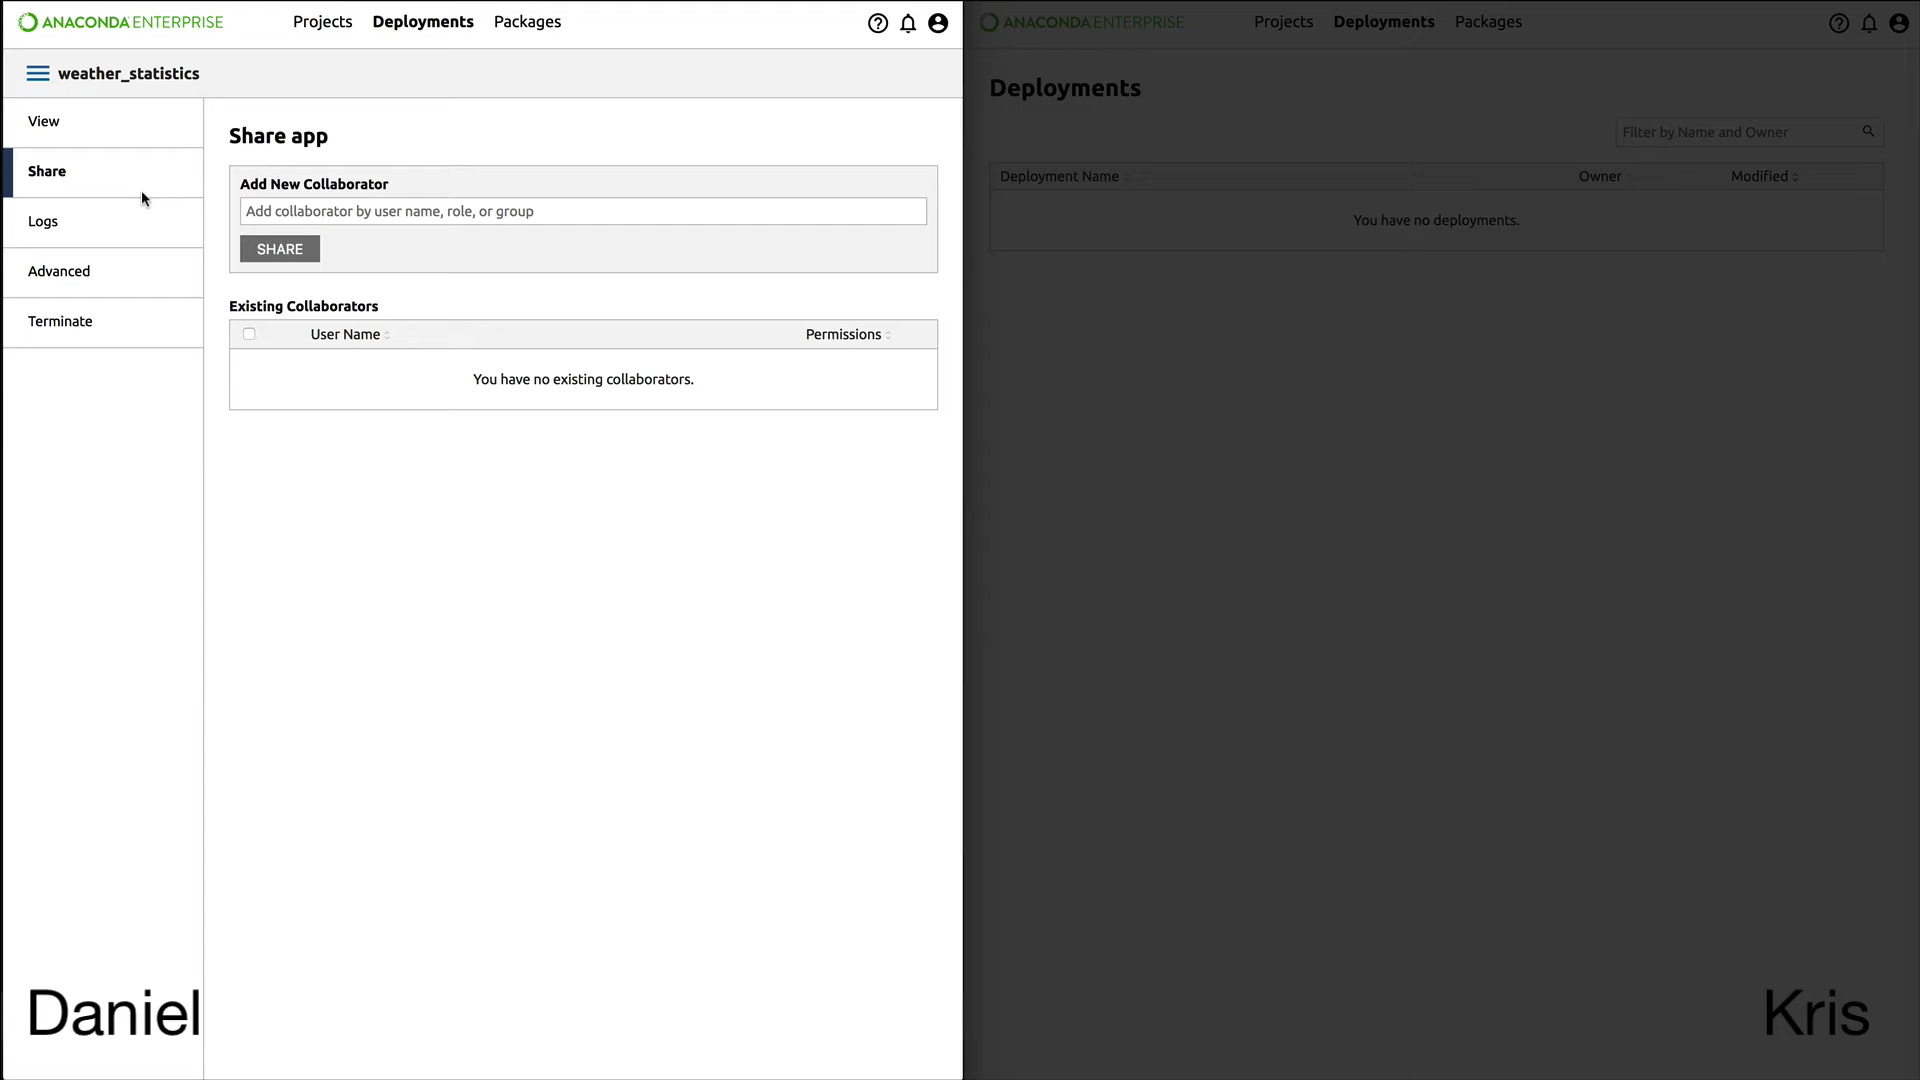 ANACONDA ENTERPRISE Projects Deployments Packages
weather_statistics
View
Share
Logs
Advanced
Terminate
Share app
Add New Collaborator
Add collaborator by user name, role, or group
SHARE
Existing Collaborators
User Name Permissions
You have no existing collaborators.
Daniel
ANACONDA ENTERPRISE Projects Deployments Packages
Deployments
Filter by Name and Owner
Deployment Name Owner Modified
You have no deployments.
Kris